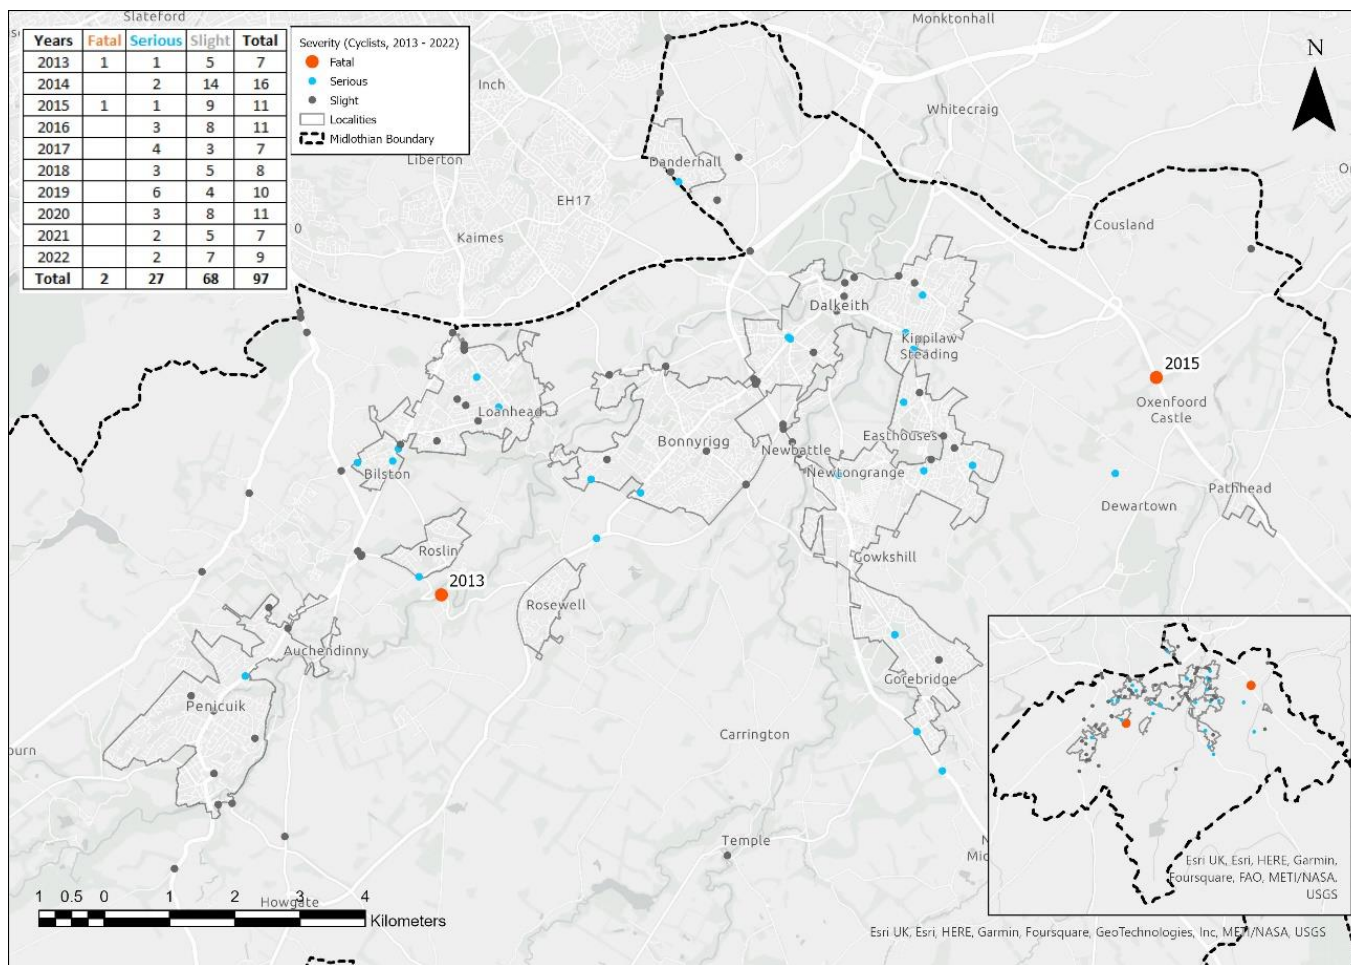 Slateford
Monktonhall
Years Fatal Serious Slight Total
2013 1 1 5 7
2014 2 14 16
2015 1 1 9 11
2016 3 8 11
2017 4 3 7
2018 3 5 8
2019 6 4 10
2020 3 8 11
2021 2 5 7
2022 2 7 9
Total 2 27 68 97
Severity (Cyclists, 2013 - 2022)
Fatal
Serious
Slight
Localities
Midlothian Boundary
N
Inch
Whitecraig
Liberton
Danderhall
EH17
Cousland
Kaimes
Dalkeith
Kippilaw
Steading
2015
Oxenfoord
Castle
Loanhead
Bonnyrigg
Easthouses
Newbattle
Bilston
Newtongrange
Pathhead
Dewartown
Roslin
Gowkshill
2013
Rosewell
Auchendinny
Gorebridge
Penicuik
Carrington
Temple
Howgate
1 0.5 0 1 2 3 4
Kilometers
Esri UK, Esri, HERE, Garmin,
Foursquare, FAO, METI/NASA,
USGS
Esri UK, Esri, HERE, Garmin, Foursquare, GeoTechnologies, Inc, METI/NASA, USGS